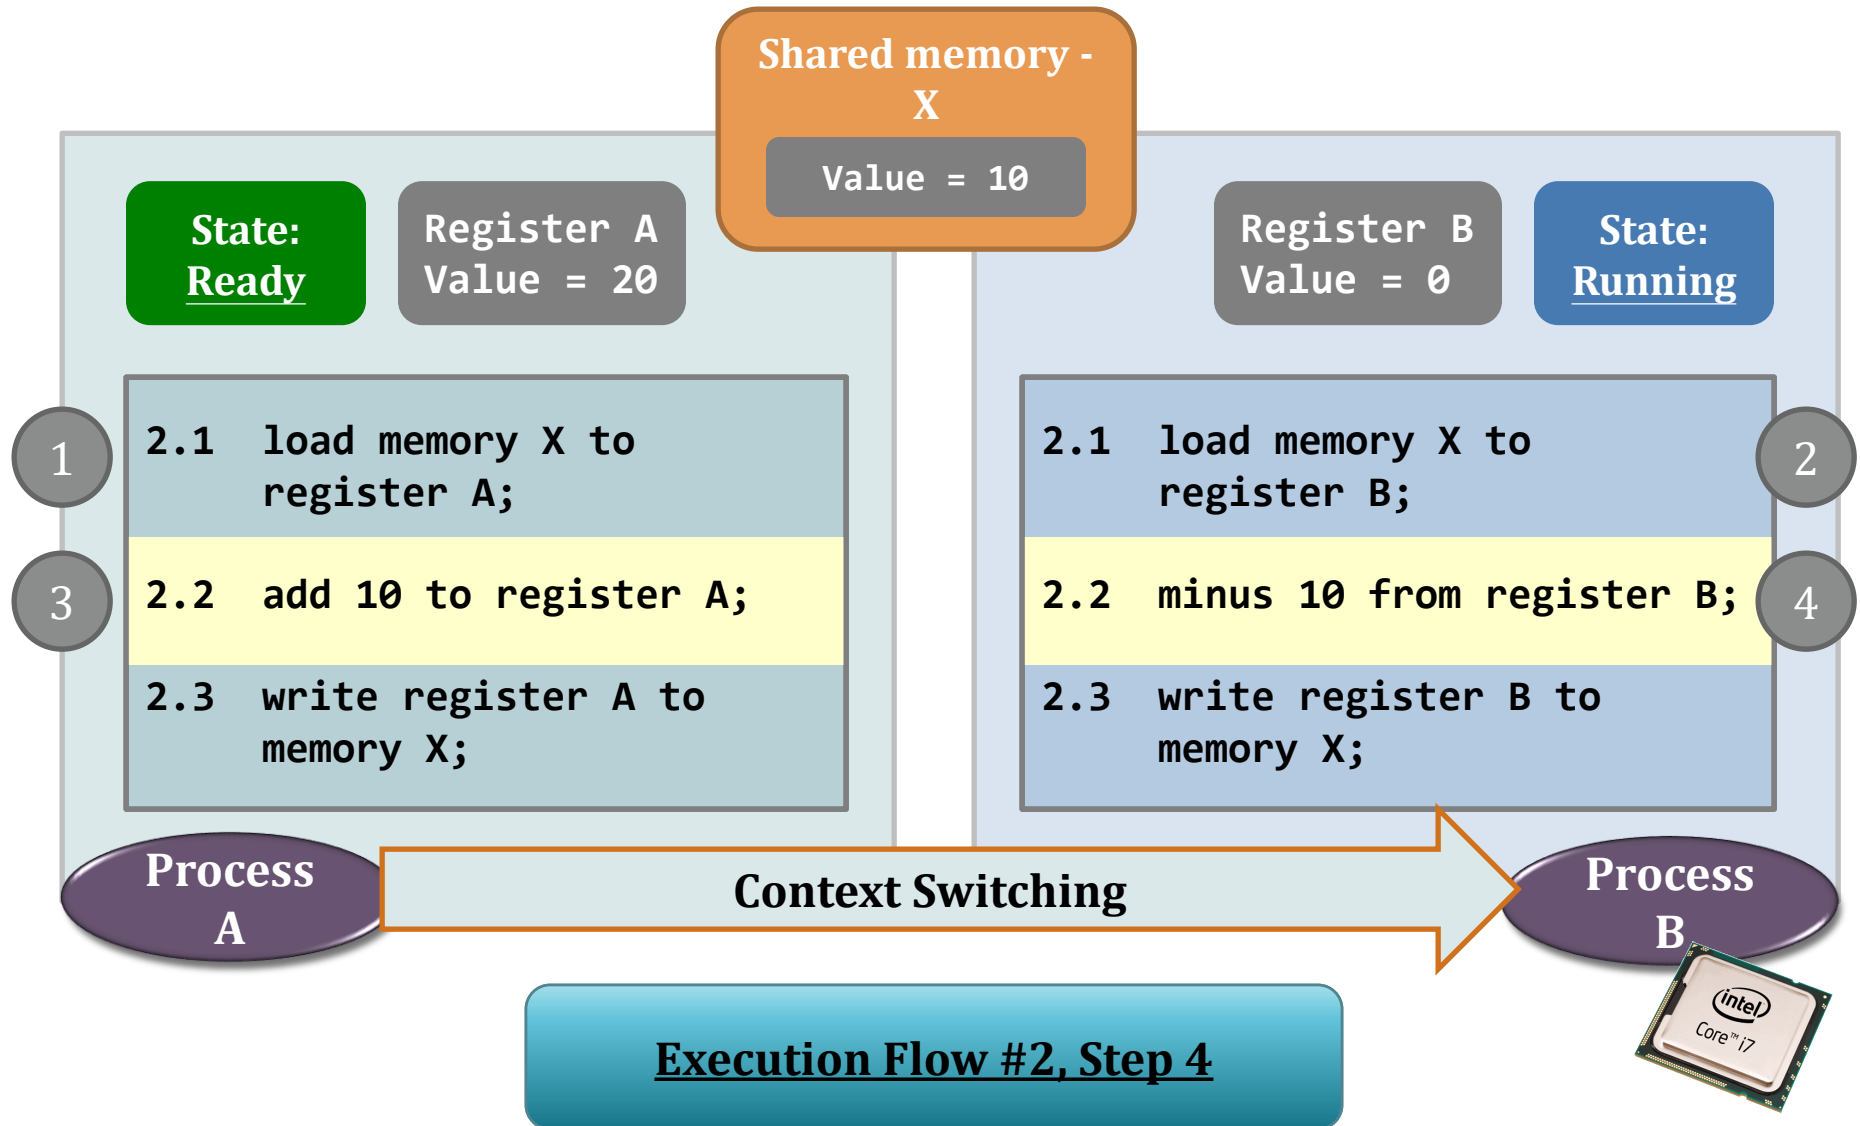 Shared memory -
X
Value = 10
State:
Ready
Register A
Value = 20
Register B
Value = 0
State:
Running
1
2.1 load memory X to
register A;
3
2.2 add 10 to register A;
2.3 write register A to
memory X;
2.1 load memory X to
register B;
2
2.2 minus 10 from register B;
4
2.3 write register B to
memory X;
Process
A
Context Switching
Process
B
intel
Core™ i7
Execution Flow #2, Step 4